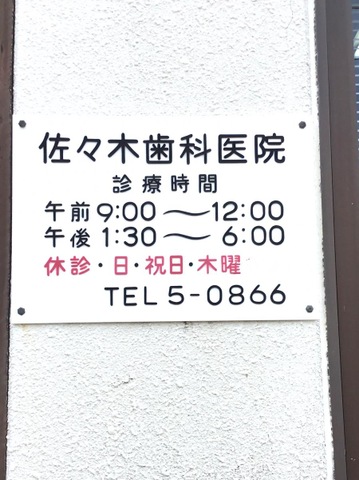 佐々木歯科医院
診療時間
午前 9:00 〜 12:00
午後 1:30 〜 6:00
休診・日・祝日・木曜
TEL 5-0866